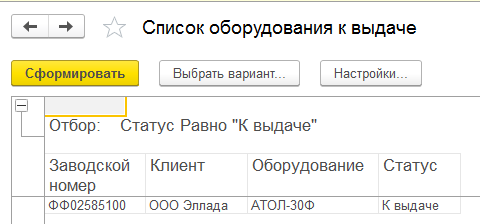 Список оборудования к выдаче
Сформировать Выбрать вариант... Настройки...
Отбор: Статус Равно "К выдаче"
Заводской номер Клиент Оборудование Статус
ФФ02585100 ООО Эллада АТОЛ-30Ф К выдаче